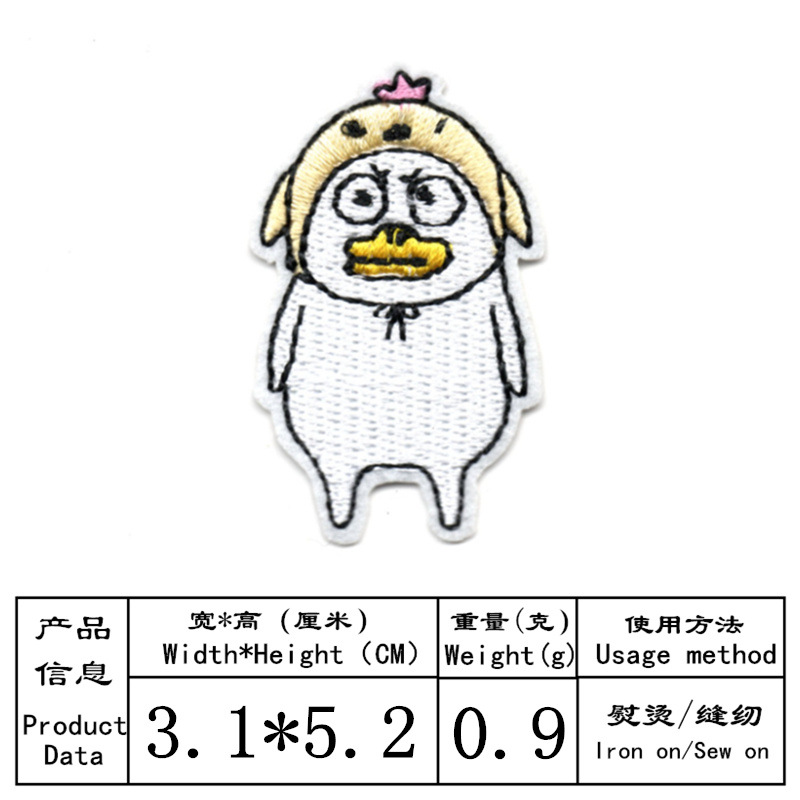 产品
信息
Product
Data
宽*高 (厘米)
Width*Height (CM)
3.1*5.2
重量(克)
Weight(g)
0.9
使用方法
Usage method
熨烫/缝纫
Iron on/Sew on